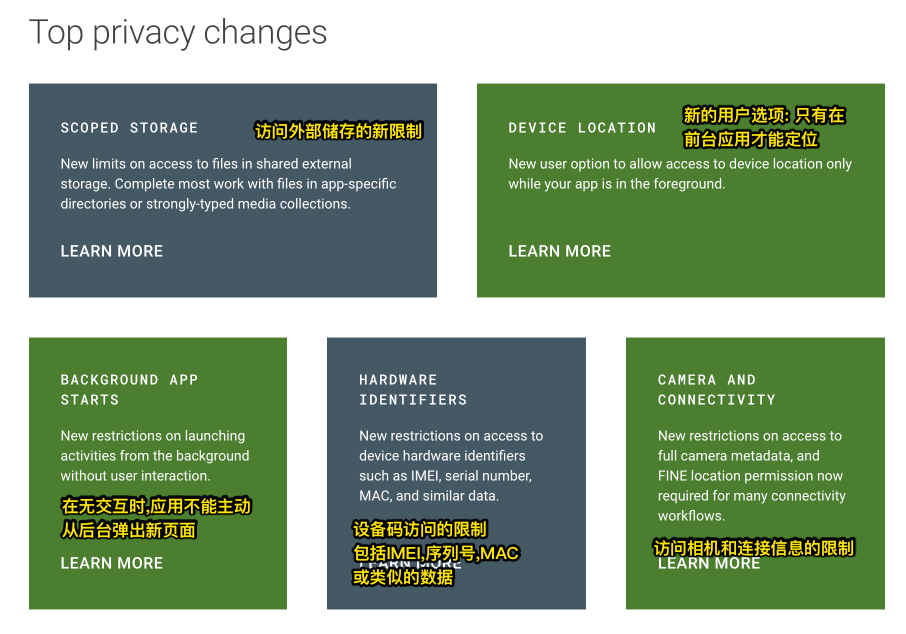 Top privacy changes
SCOPED STORAGE
访问外部储存的新限制
New limits on access to files in shared external
storage. Complete most work with files in app-specific
directories or strongly-typed media collections.
LEARN MORE
DEVICE LOCATION
新的用户选项: 只有在
前台应用才能定位
New user option to allow access to device location only
while your app is in the foreground.
LEARN MORE
BACKGROUND APP
STARTS
New restrictions on launching
activities from the background
without user interaction.
在无交互时,应用不能主动
从后台弹出新页面
LEARN MORE
HARDWARE
IDENTIFIERS
New restrictions on access to
device hardware identifiers
such as IMEI, serial number,
MAC, and similar data.
设备码访问的限制
包括IMEI,序列号,MAC
LEARN MORE
或类似的数据
CAMERA AND
CONNECTIVITY
New restrictions on access to
full camera metadata, and
FINE location permission now
required for many connectivity
workflows.
访问相机和连接信息的限制
LEARN MORE